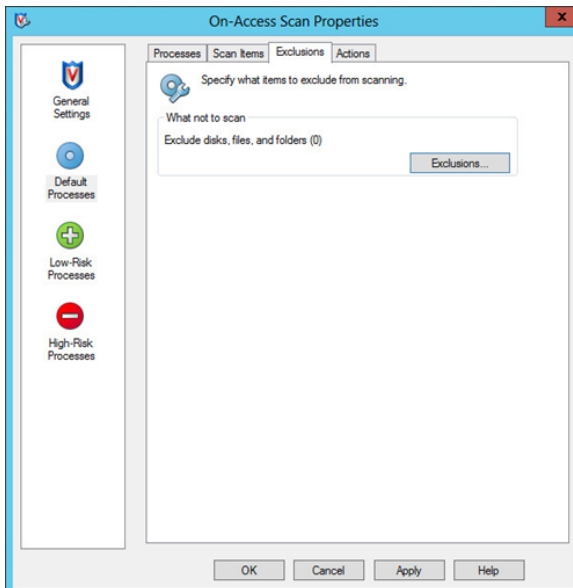 On-Access Scan Properties
x
General
Settings
Default
Processes
Low-Risk
Processes
High-Risk
Processes
Processes
Scan Items
Exclusions
Actions
Specify what items to exclude from scanning.
What not to scan
Exclude disks, files, and folders (0)
Exclusions...
OK
Cancel
Apply
Help